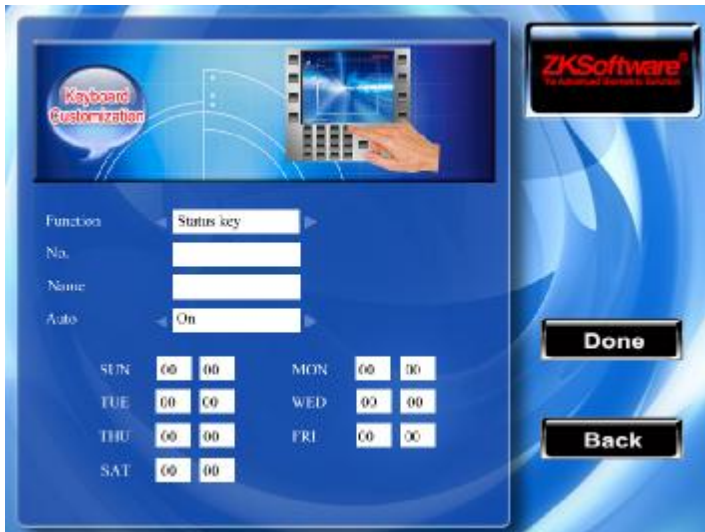 Keyboard
Customization
ZKSoftware®
Function Status key
No.
Name
Auto On
SUN 00 00 MON 00 00
TUE 00 00 WED 00 00
THU 00 00 FRI 00 00
SAT 00 00
Done
Back